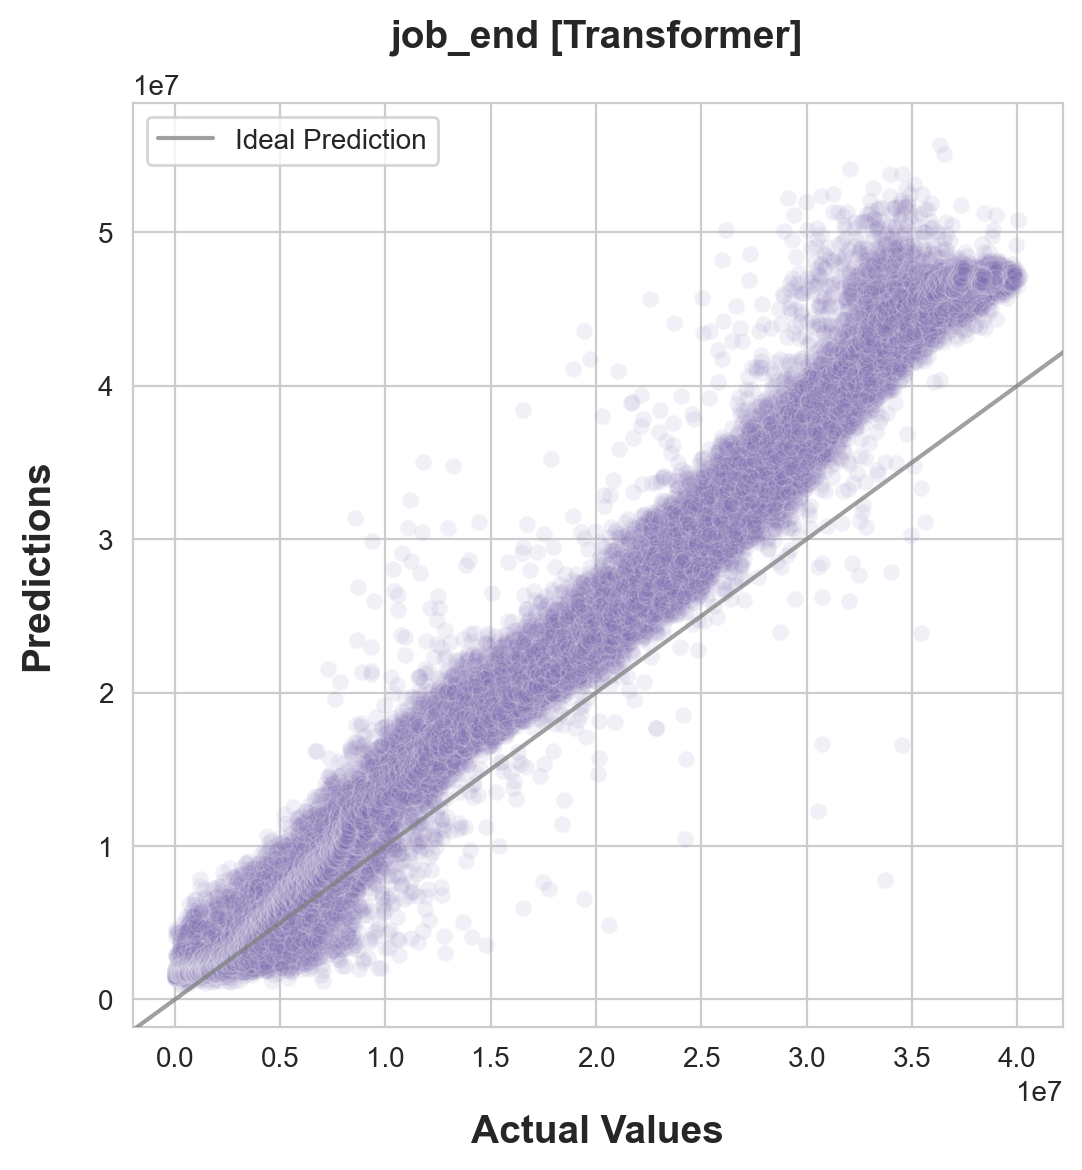 job_end [Transformer]
1e7
Ideal Prediction
5
4
3
2
1
0
Predictions
0.0 0.5 1.0 1.5 2.0 2.5 3.0 3.5 4.0
1e7
Actual Values